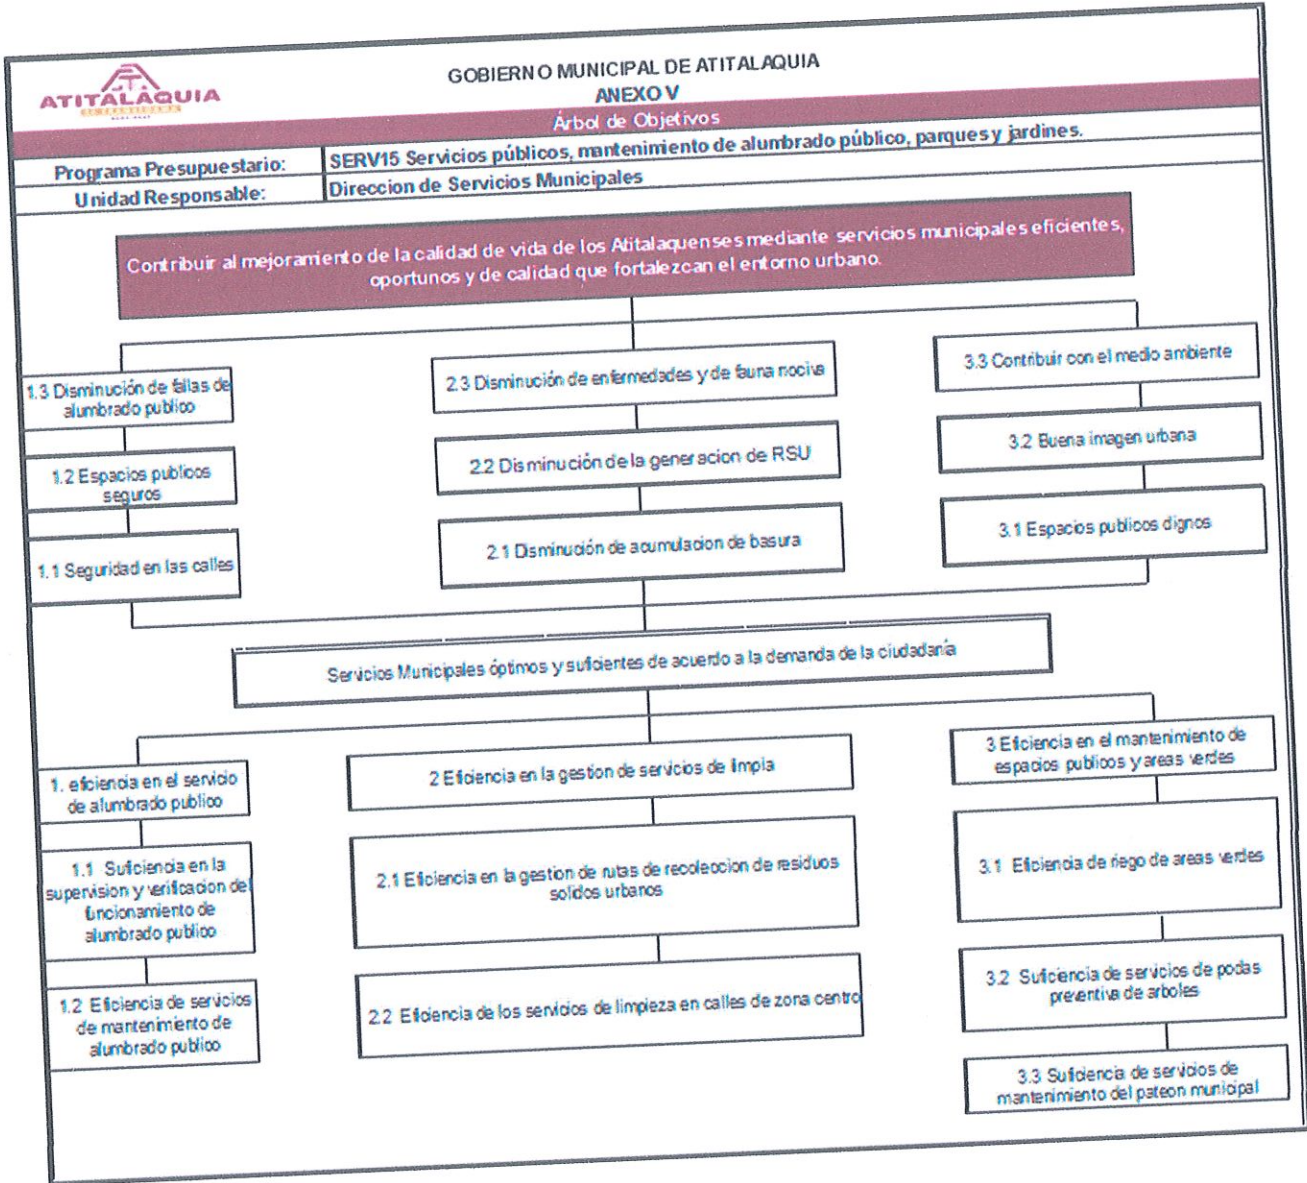 GOBIERNO MUNICIPAL DE ATITALAQUIA
ATITALAQUIA
ANEXO V
Árbol de Objetivos
Programa Presupuestario:
SERV15 Servicios públicos, mantenimiento de alumbrado público, parques y jardines.
Unidad Responsable:
Direccion de Servicios Municipales
Contribuir al mejoramiento de la calidad de vida de los Atitalaquenses mediante servicios municipales eficientes,
oportunos y de calidad que fortalezcan el entorno urbano.
1.3 Disminución de fallas de
alumbrado publico
2.3 Disminución de enfermedades y de fauna nociva
3.3 Contribuir con el medio ambiente
1.2 Espacios publicos
seguros
2.2 Disminución de la generacion de RSU
3.2 Buena imagen urbana
1.1 Seguridad en las calles
2.1 Disminución de acumulacion de basura
3.1 Espacios publicos dignos
Servicios Municipales óptimos y suficientes de acuerdo a la demanda de la ciudadanía
1. eficiencia en el servicio
de alumbrado publico
2 Eficiencia en la gestion de servicios de limpia
3 Eficiencia en el mantenimiento de
espacios publicos y areas verdes
1.1 Suficiencia en la
supervision y verificacion del
funcionamiento de
alumbrado publico
2.1 Eficiencia en la gestion de rutas de recoleccion de residuos
solidos urbanos
3.1 Eficiencia de riego de areas verdes
1.2 Eficiencia de servicios
de mantenimiento de
alumbrado publico
2.2 Eficiencia de los servicios de limpieza en calles de zona centro
3.2 Suficiencia de servicios de podas
preventiva de arboles
3.3 Suficiencia de servicios de
mantenimiento del pateon municipal